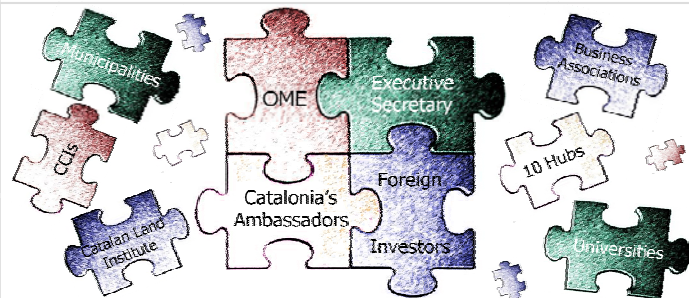 Municipalities
CCIs
Catalan Land
Institute
OME
Executive
Secretary
Catalonia's
Ambassadors
Foreign
Investors
Business
Associations
10 Hubs
Universities